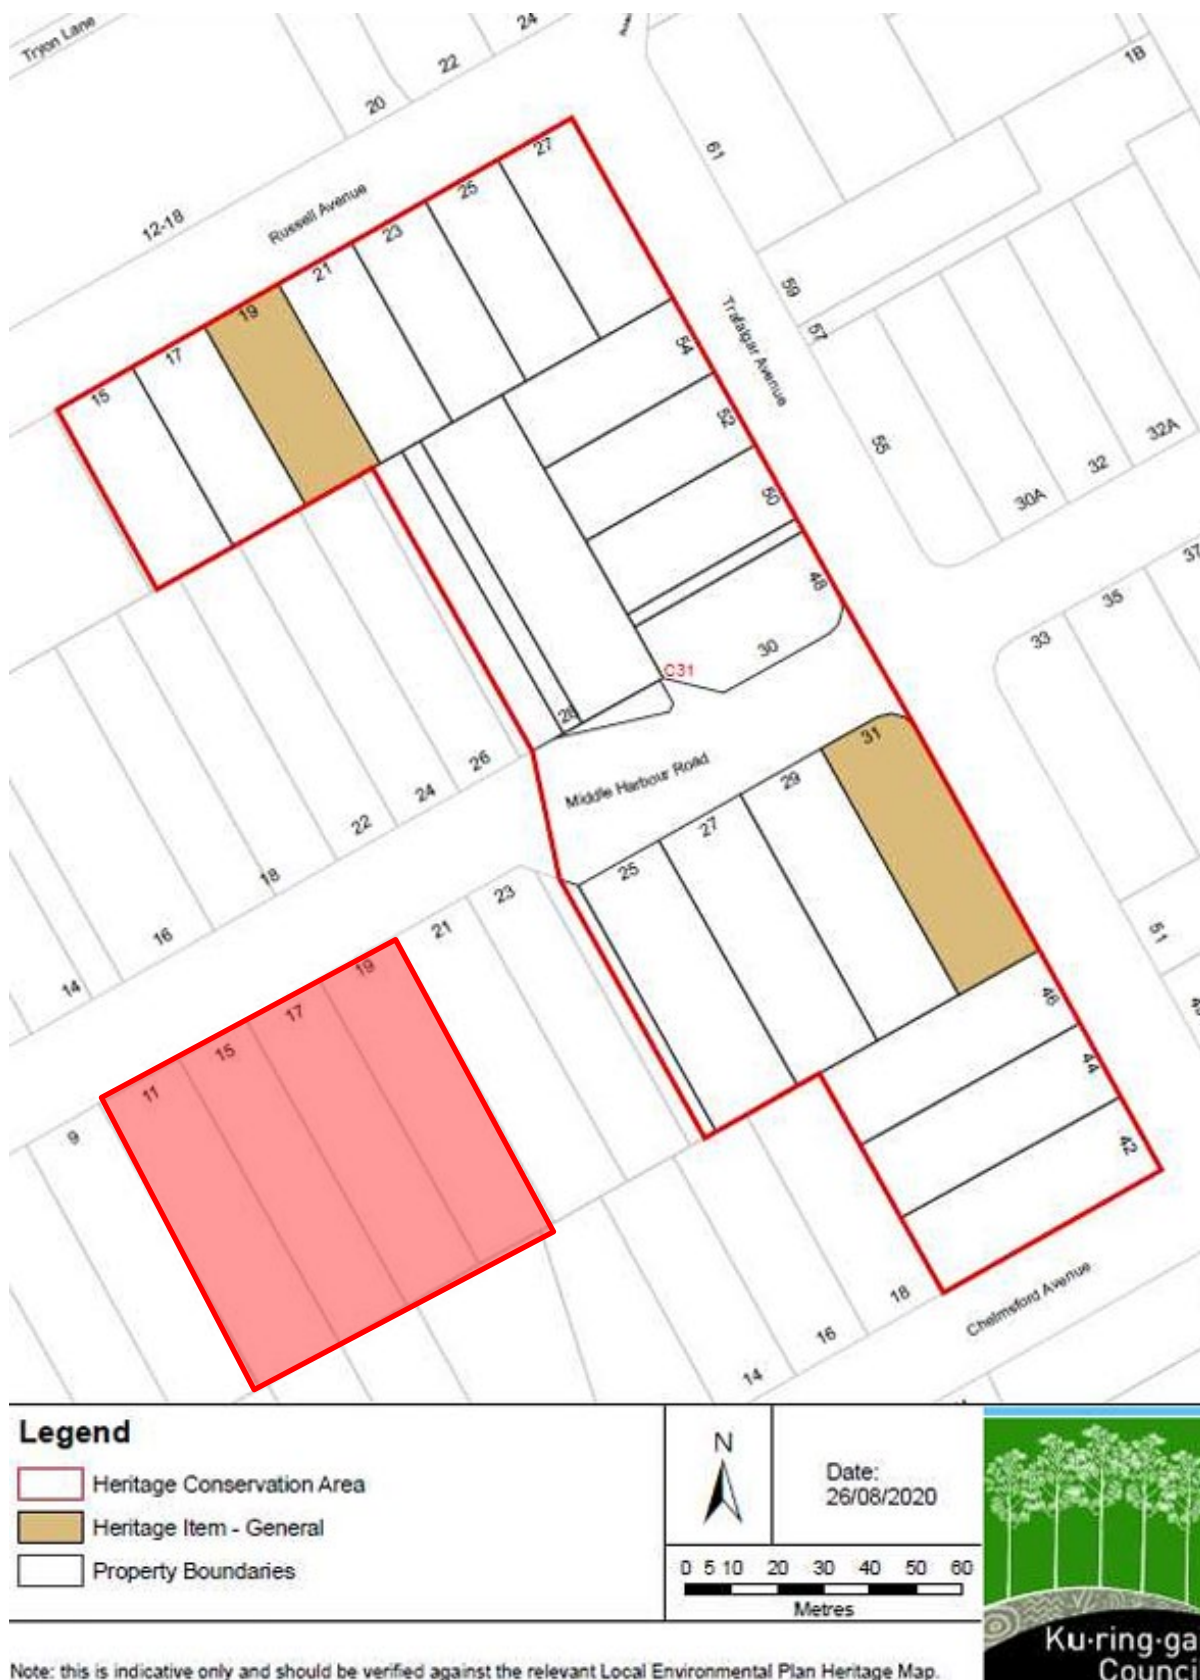 Tryon Lane
24
22
20
1B
61
27
25
12-18
Russell Avenue
23
21
19
17
15
59
57
Trafalgar Avenue
54
52
50
48
55
32A
32
30A
37
35
33
30
C31
28
Middle Harbour Road
31
29
27
25
26
24
22
18
16
14
23
21
19
17
15
11
9
51
46
44
42
18
16
14
Chelmsford Avenue
Legend
Heritage Conservation Area
Heritage Item - General
Property Boundaries
N
Date:
26/08/2020
0 5 10 20 30 40 50 60
Metres
Ku-ring-gai
Council
Note: this is indicative only and should be verified against the relevant Local Environmental Plan Heritage Map.